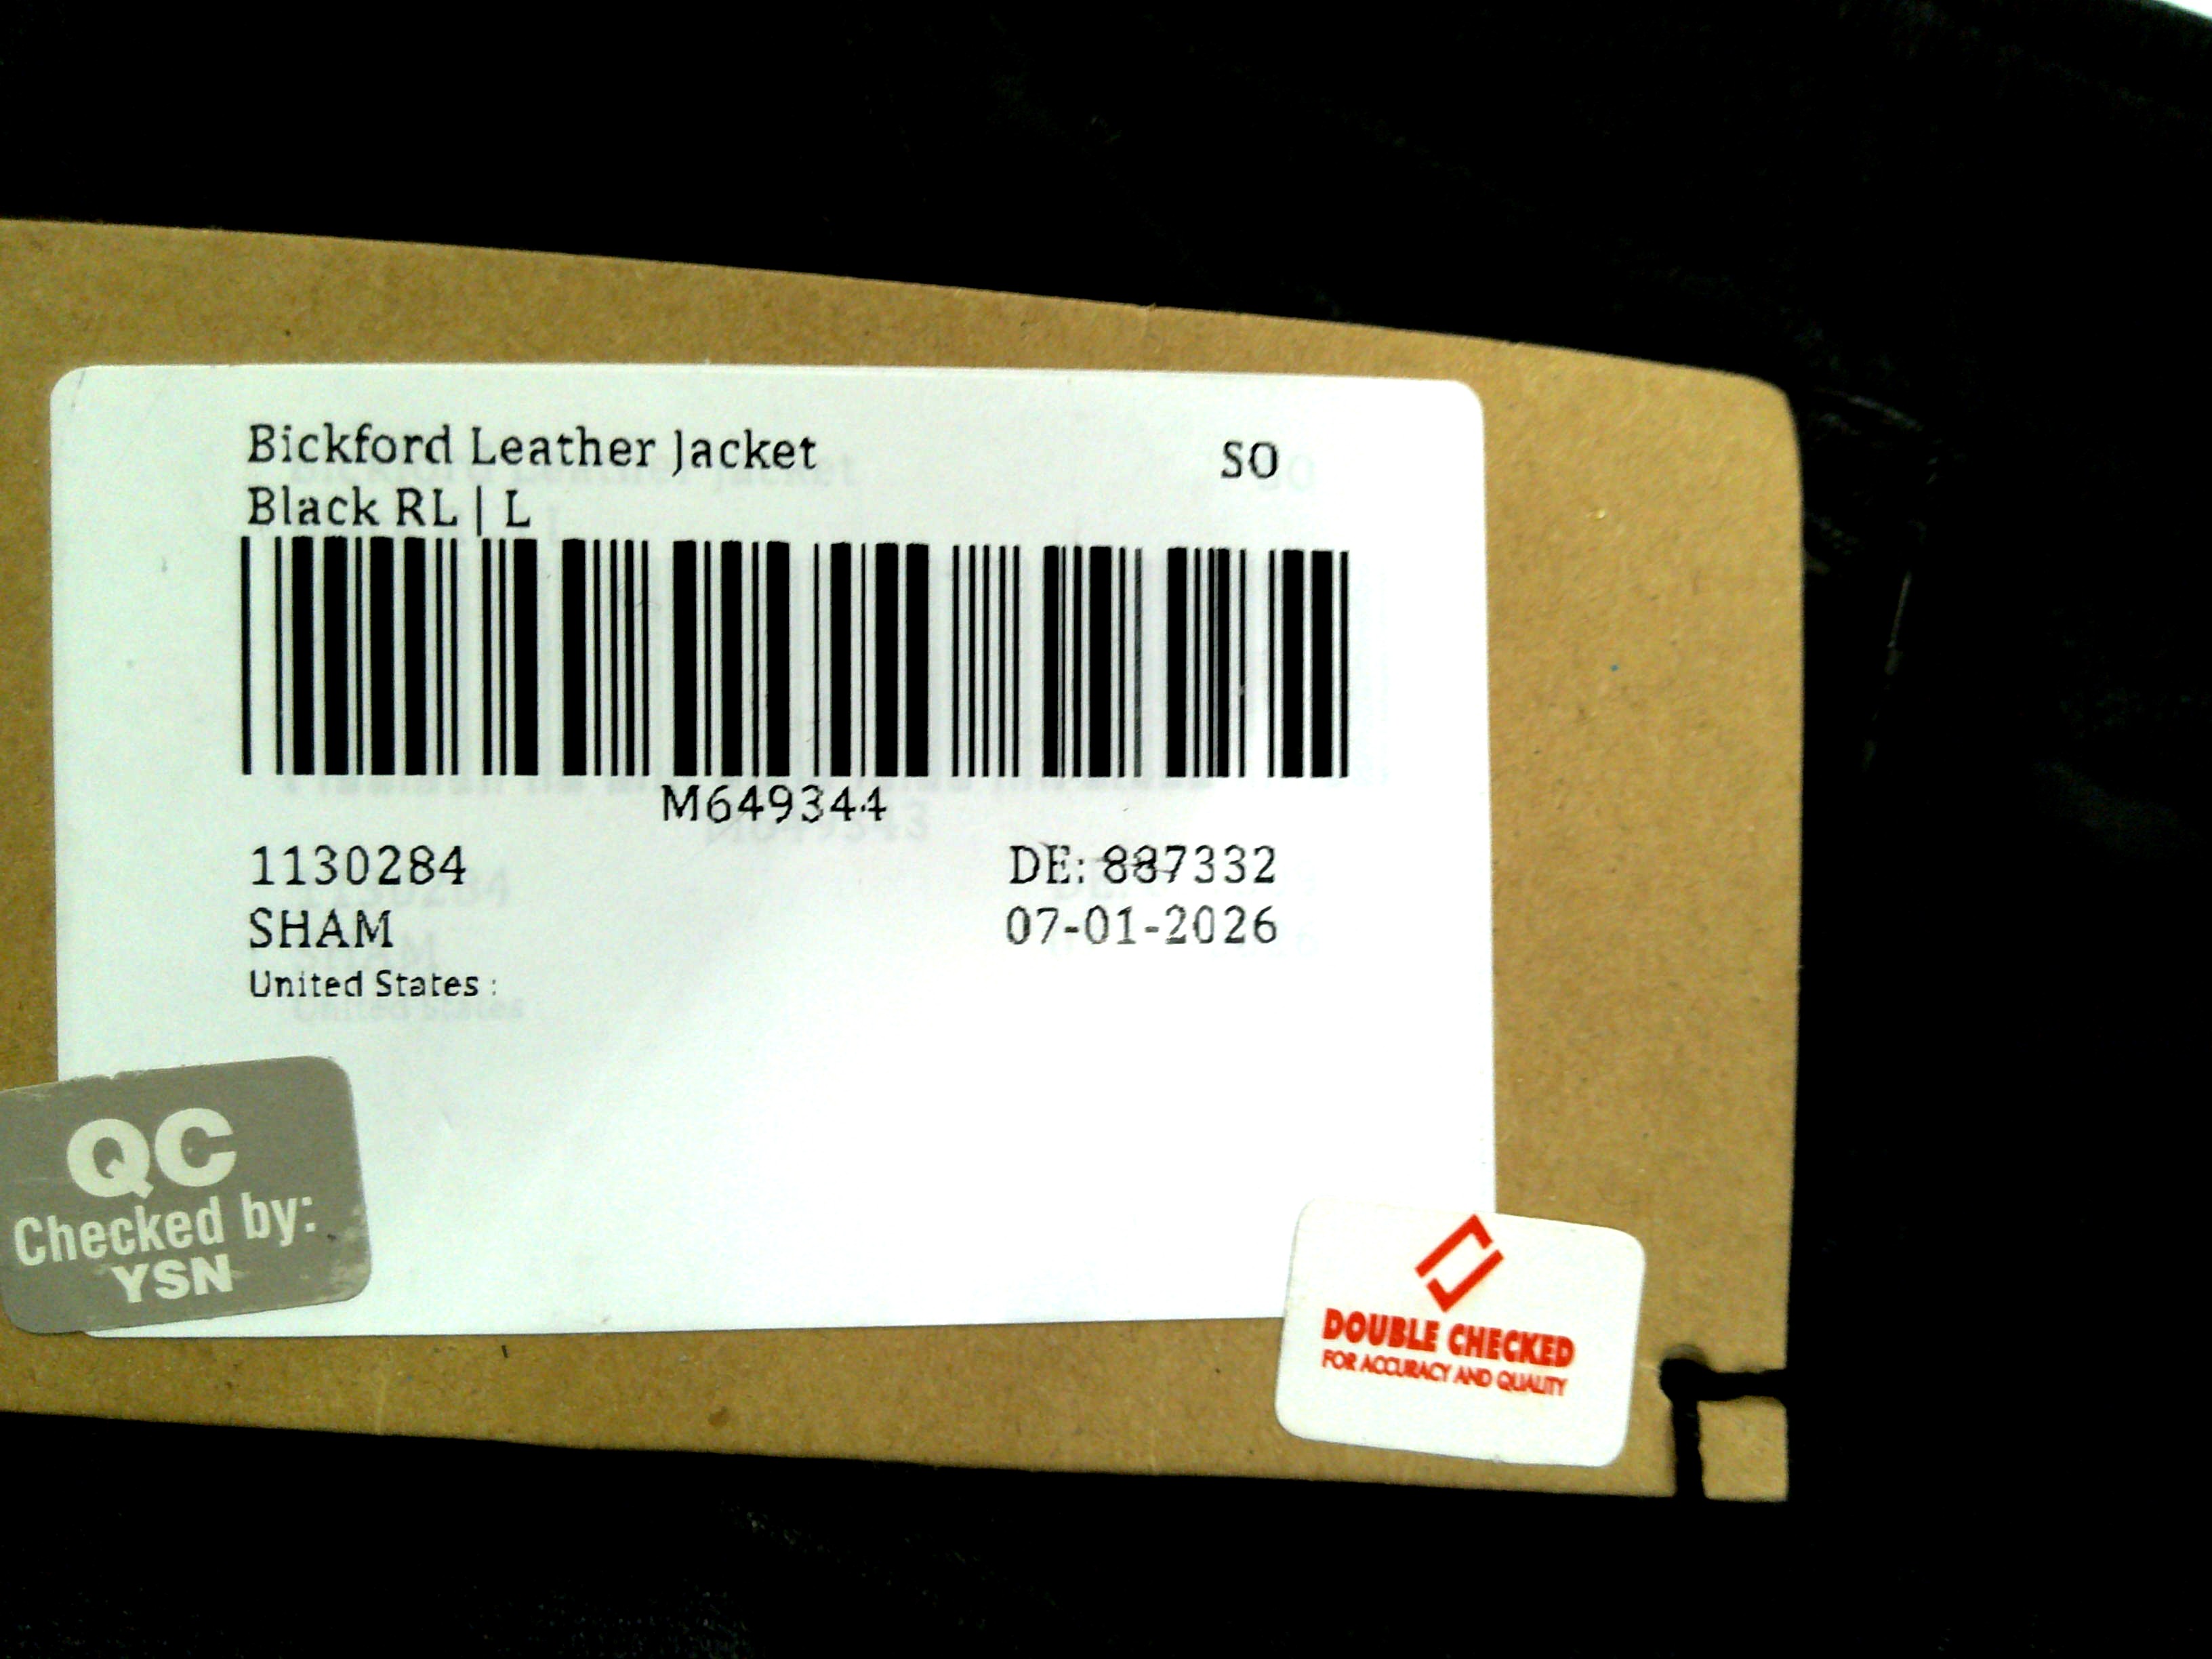 Bickford Leather Jacket SO
Black RL | L
M649344
1130284 DE: 887332
SHAM 07-01-2026
United States :
QC
Checked by:
YSN
DOUBLE CHECKED
FOR ACCURACY AND QUALITY